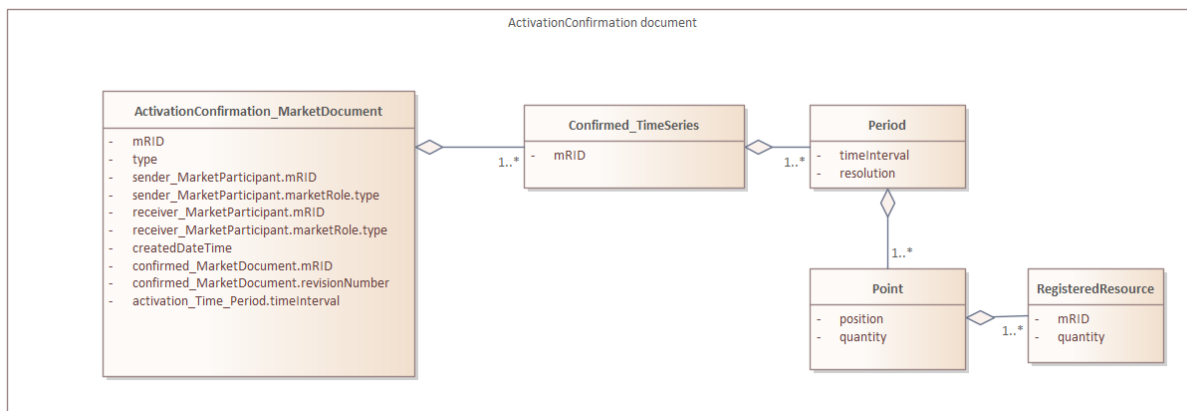 ActivationConfirmation document
ActivationConfirmation_MarketDocument
- mRID
- type
- sender_MarketParticipant.mRID
- sender_MarketParticipant.marketRole.type
- receiver_MarketParticipant.mRID
- receiver_MarketParticipant.marketRole.type
- createdDateTime
- confirmed_MarketDocument.mRID
- confirmed_MarketDocument.revisionNumber
- activation_Time_Period.timeInterval
1..*
Confirmed_TimeSeries
- mRID
1..*
Period
- timeInterval
- resolution
1..*
Point
- position
- quantity
1..*
RegisteredResource
- mRID
- quantity